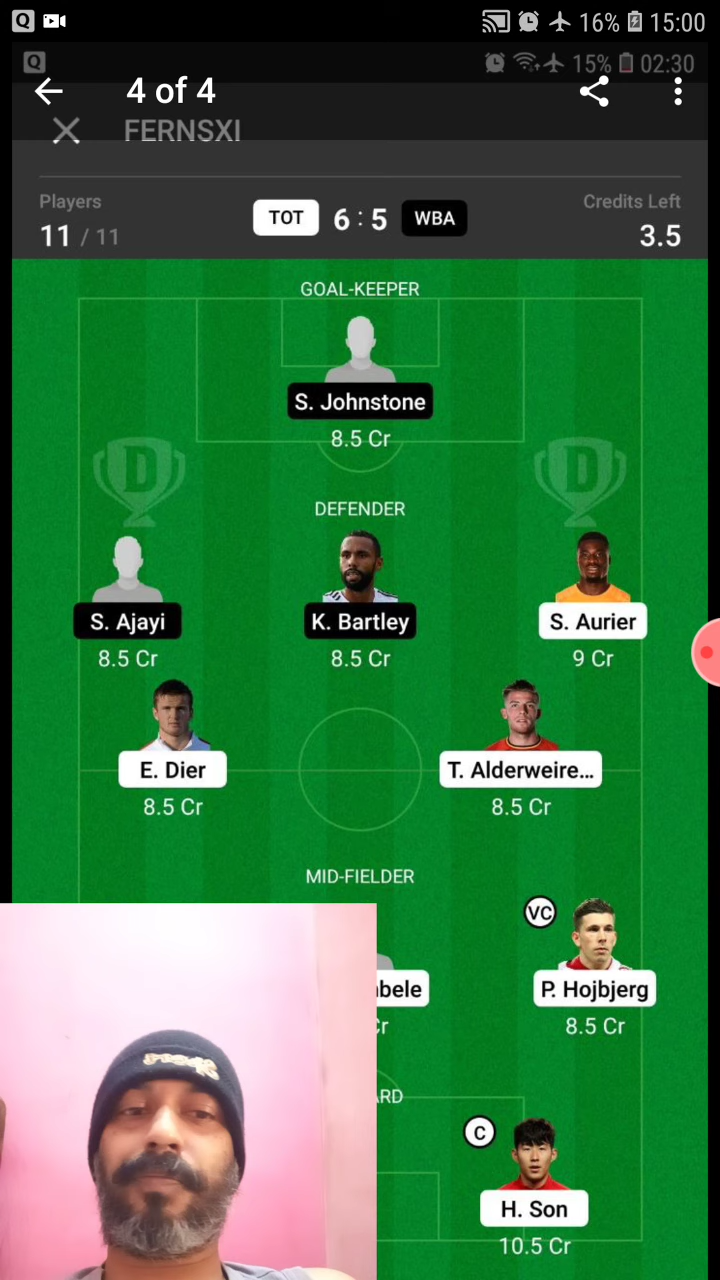 Q 16% 15:00
Q 15% 02:30
4 of 4
FERNSXI
Players Credits Left
11 / 11 TOT 6 : 5 WBA 3.5
GOAL-KEEPER
S. Johnstone
8.5 Cr
D D
DEFENDER
S. Ajayi K. Bartley S. Aurier
8.5 Cr 8.5 Cr 9 Cr
E. Dier T. Alderweire...
8.5 Cr 8.5 Cr
MID-FIELDER
VC
bele P. Hojbjerg
Cr 8.5 Cr
ARD
C
H. Son
10.5 Cr